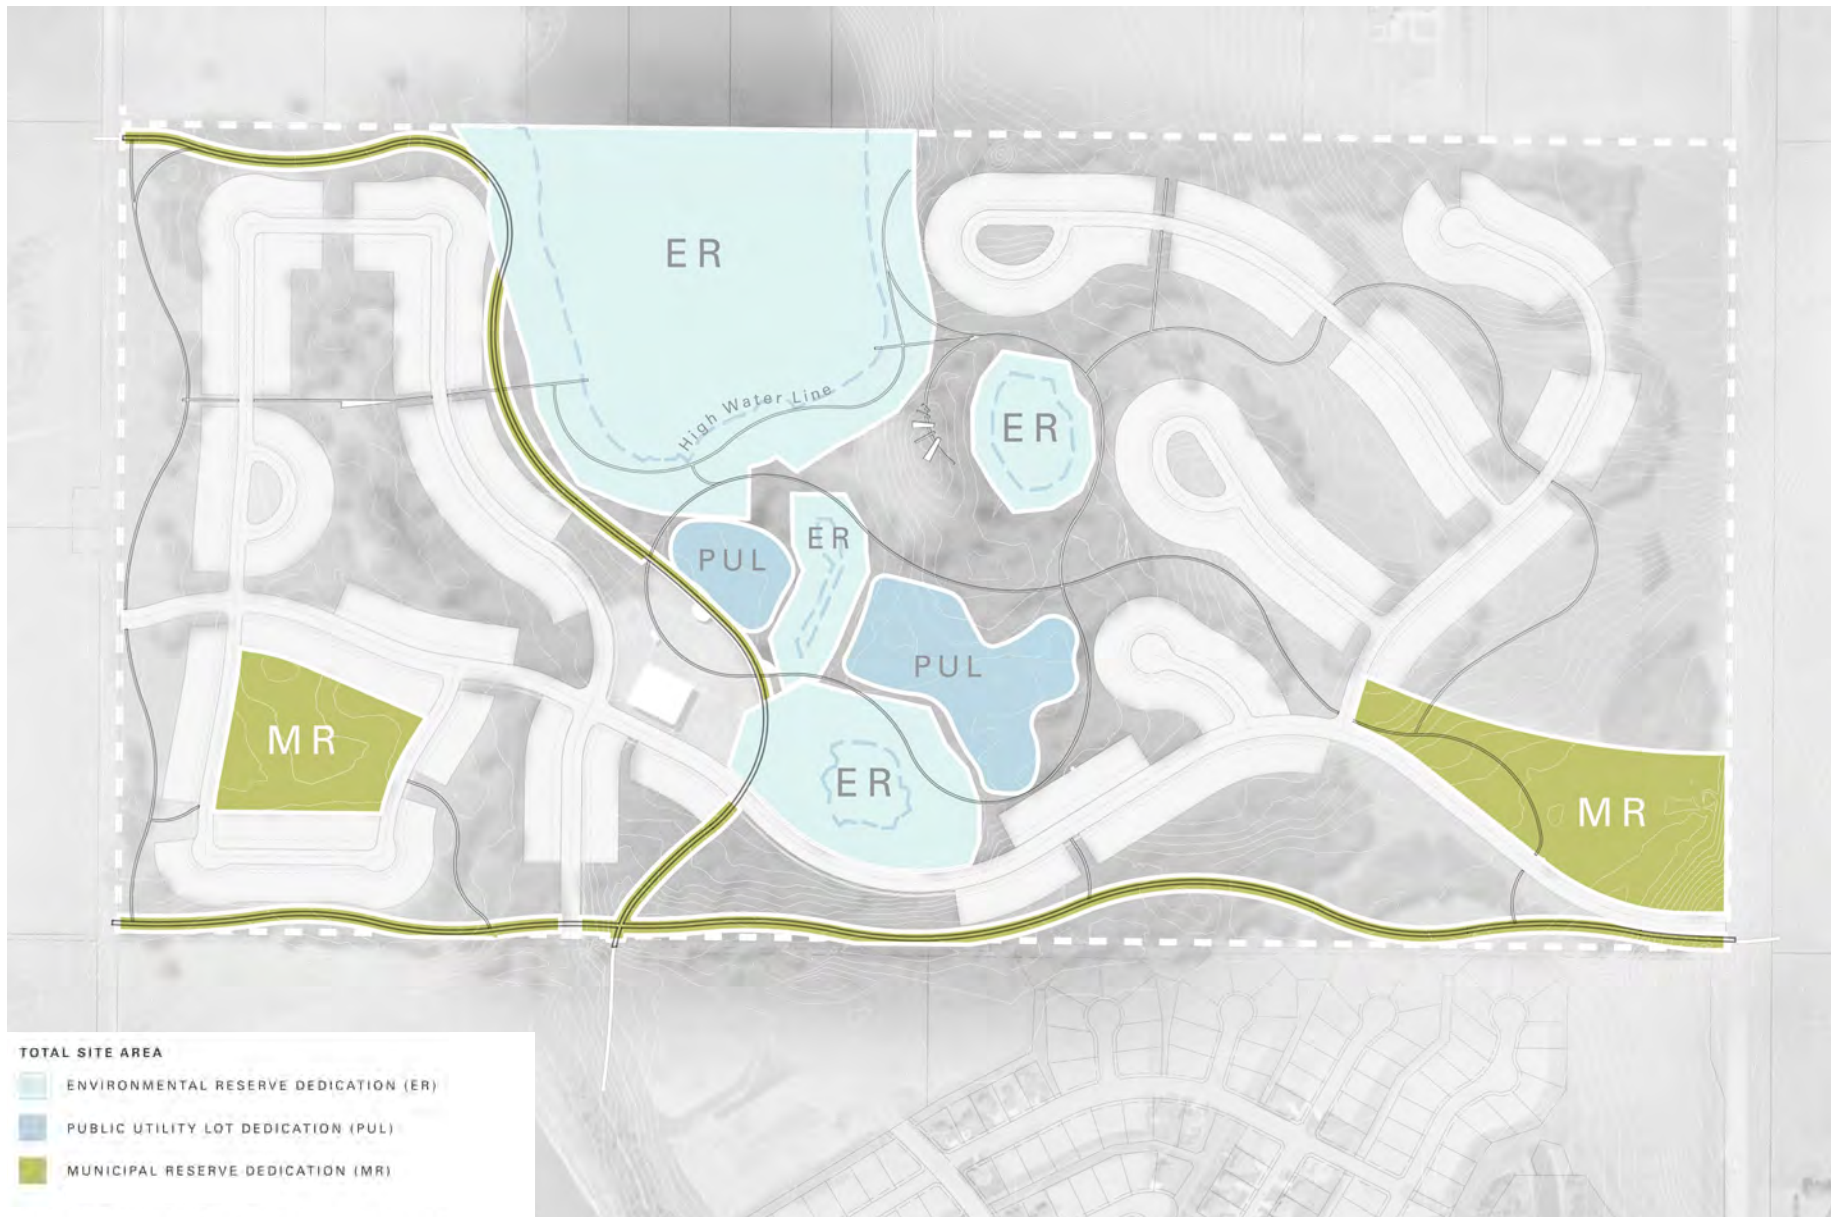 ER
High Water Line
ER
ER
PUL
PUL
MR
ER
MR
TOTAL SITE AREA
ENVIRONMENTAL RESERVE DEDICATION (ER)
PUBLIC UTILITY LOT DEDICATION (PUL)
MUNICIPAL RESERVE DEDICATION (MR)